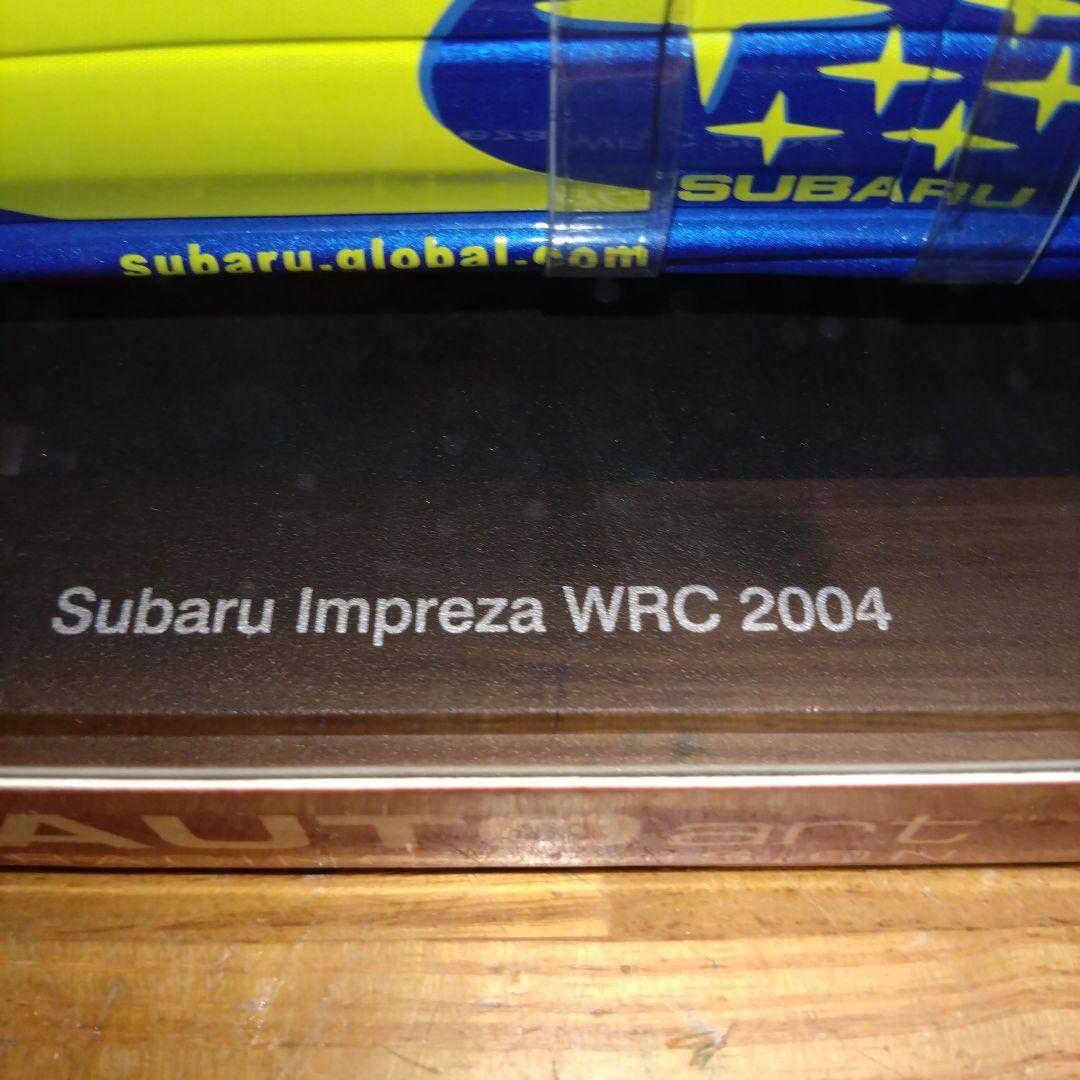 SUBARU
subaru.global.com
Subaru Impreza WRC 2004
AUTOart